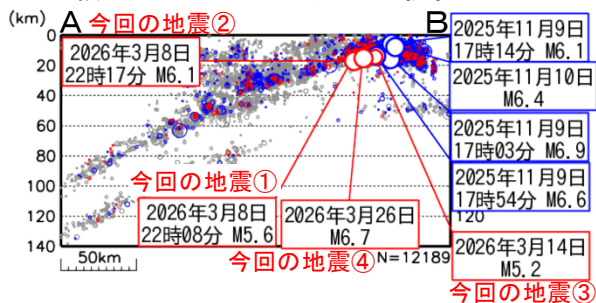 (km)
A
今回の地震②
B
0
20
40
60
80
100
120
140
2026年3月8日
22時17分 M6.1
2025年11月9日
17時14分 M6.1
2025年11月10日
M6.4
2025年11月9日
17時03分 M6.9
2025年11月9日
17時54分 M6.6
今回の地震①
2026年3月8日
22時08分 M5.6
2026年3月26日
M6.7
今回の地震④
120
2026年3月14日
M5.2
今回の地震③
50km
N=12189